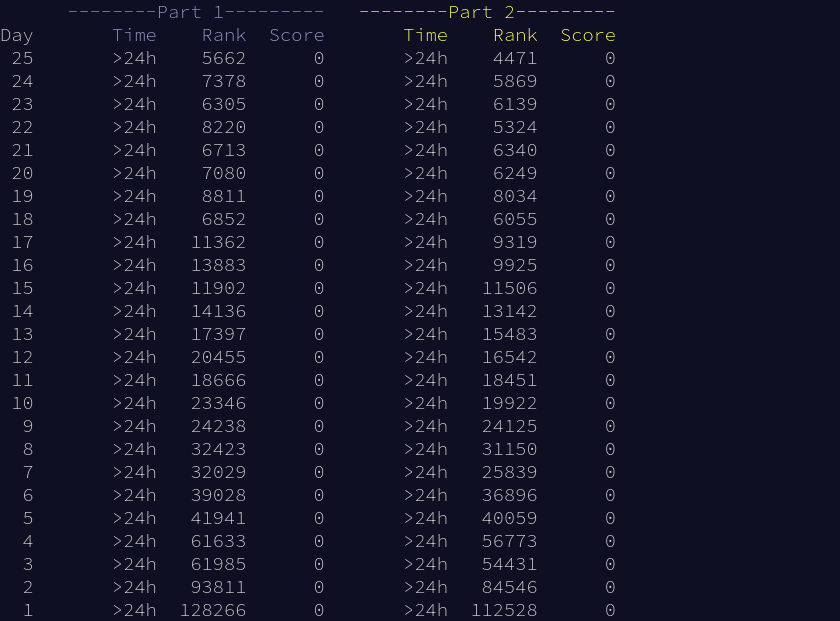 --------Part 1--------- --------Part 2---------
Day Time Rank Score Time Rank Score
25 >24h 5662 0 >24h 4471 0
24 >24h 7378 0 >24h 5869 0
23 >24h 6305 0 >24h 6139 0
22 >24h 8220 0 >24h 5324 0
21 >24h 6713 0 >24h 6340 0
20 >24h 7080 0 >24h 6249 0
19 >24h 8811 0 >24h 8034 0
18 >24h 6852 0 >24h 6055 0
17 >24h 11362 0 >24h 9319 0
16 >24h 13883 0 >24h 9925 0
15 >24h 11902 0 >24h 11506 0
14 >24h 14136 0 >24h 13142 0
13 >24h 17397 0 >24h 15483 0
12 >24h 20455 0 >24h 16542 0
11 >24h 18666 0 >24h 18451 0
10 >24h 23346 0 >24h 19922 0
9 >24h 24238 0 >24h 24125 0
8 >24h 32423 0 >24h 31150 0
7 >24h 32029 0 >24h 25839 0
6 >24h 39028 0 >24h 36896 0
5 >24h 41941 0 >24h 40059 0
4 >24h 61633 0 >24h 56773 0
3 >24h 61985 0 >24h 54431 0
2 >24h 93811 0 >24h 84546 0
1 >24h 128266 0 >24h 112528 0